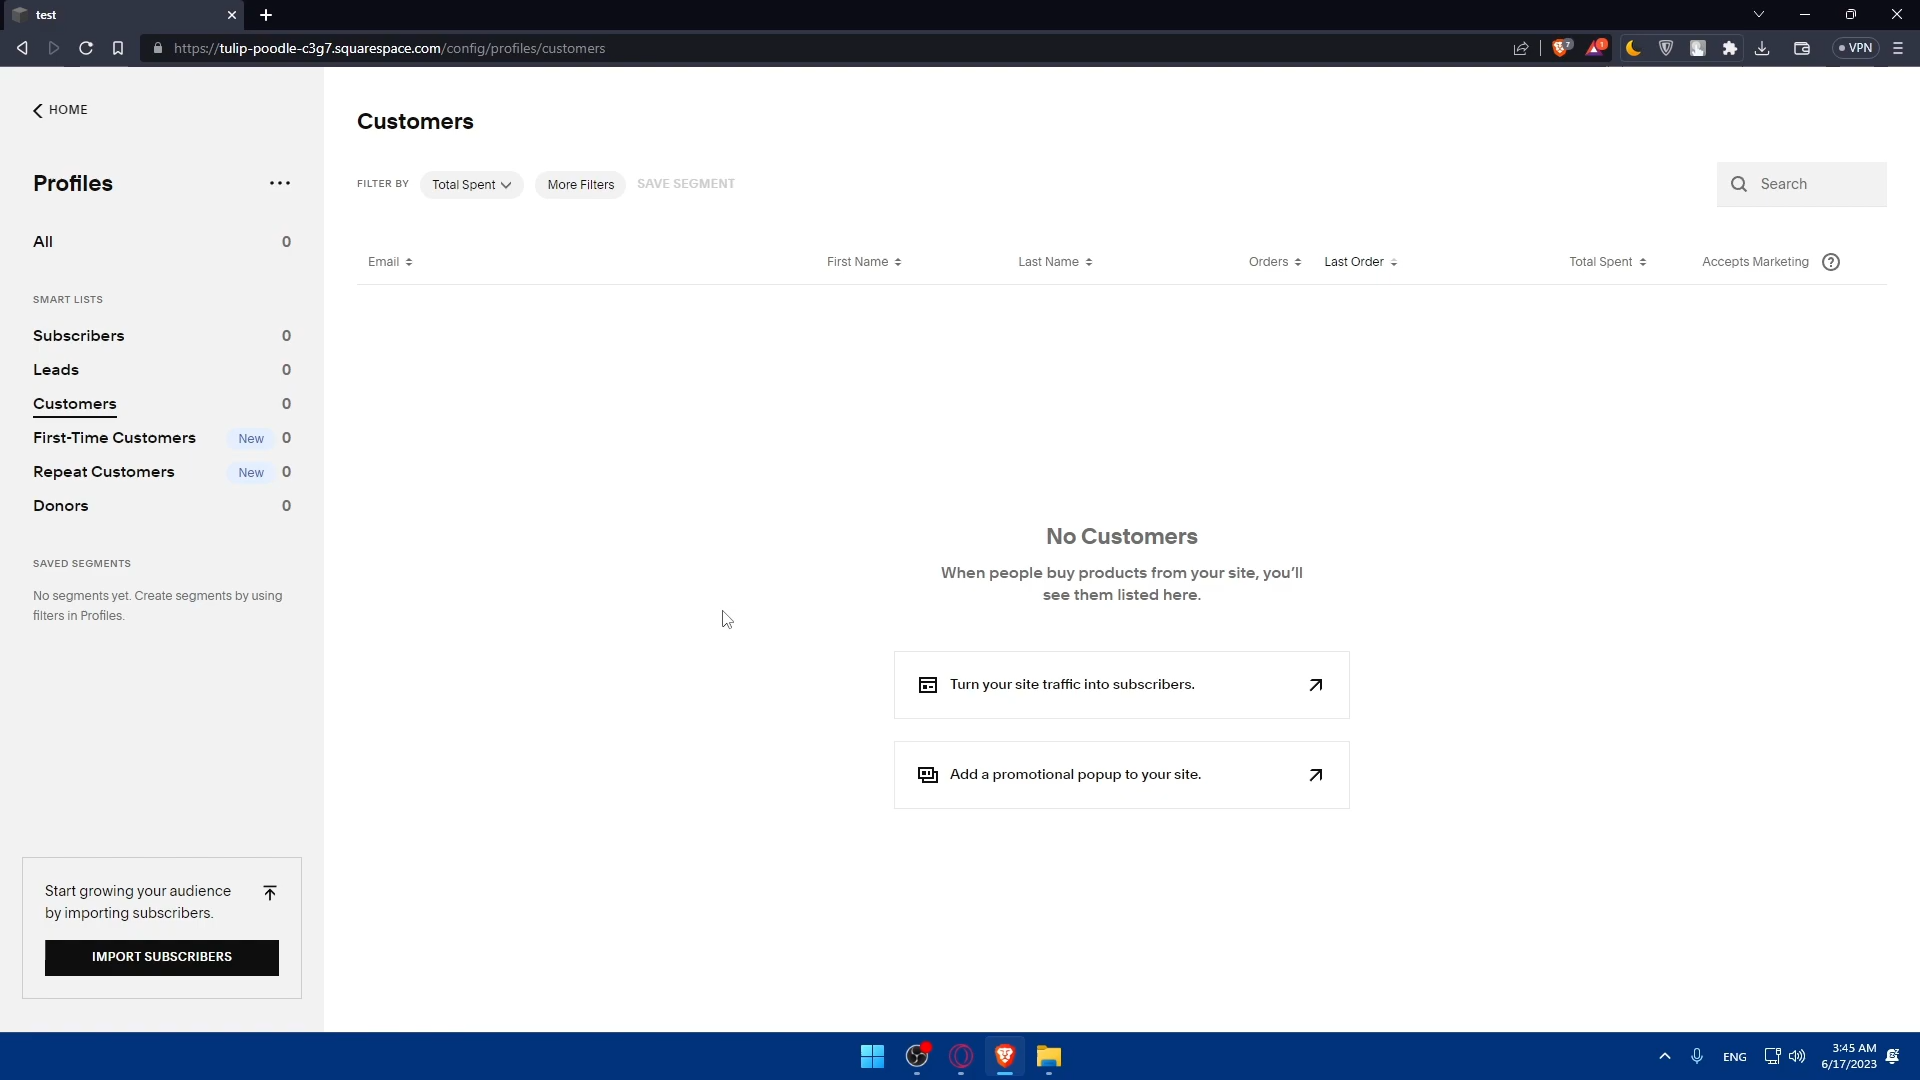 test
https://tulip-poodle-c3g7.squarespace.com/config/profiles/customers
7
1
VPN
HOME
Profiles
All 0
SMART LISTS
Subscribers 0
Leads 0
Customers 0
First-Time Customers New 0
Repeat Customers New 0
Donors 0
SAVED SEGMENTS
No segments yet. Create segments by using
filters in Profiles.
Start growing your audience
by importing subscribers.
IMPORT SUBSCRIBERS
Customers
FILTER BY Total Spent More Filters SAVE SEGMENT
Search
Email First Name Last Name Orders Last Order Total Spent Accepts Marketing ?
No Customers
When people buy products from your site, you’ll
see them listed here.
Turn your site traffic into subscribers.
Add a promotional popup to your site.
ENG
3:45 AM
6/17/2023